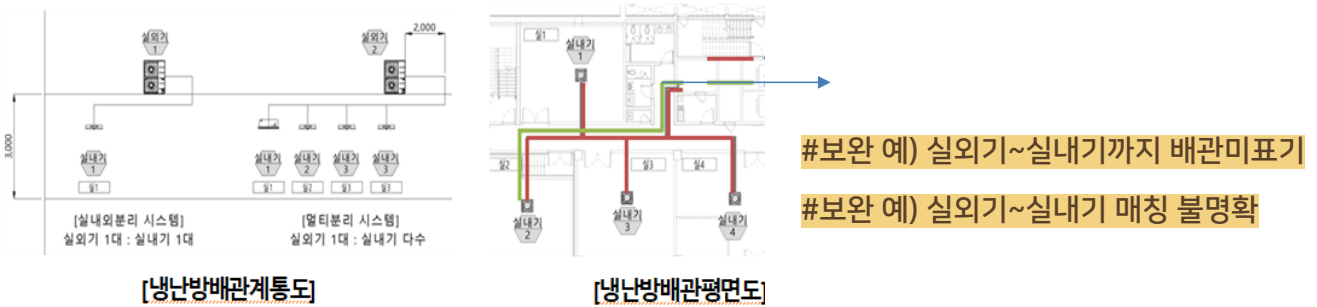 실외기
1
실외기
2
2,000
3,000
실내기
1
실1
실내기
1
실1
실내기
2
실2
실내기
3
실3
실내기
3
실3
[실내외분리 시스템]
실외기 1대 : 실내기 1대
[멀티분리 시스템]
실외기 1대 : 실내기 다수
[냉난방배관계통도]
실1
실내기
1
실2
실3
실4
실내기
2
실내기
3
실내기
4
[냉난방배관평면도]
#보완 예) 실외기~실내기까지 배관미표기
#보완 예) 실외기~실내기 매칭 불명확